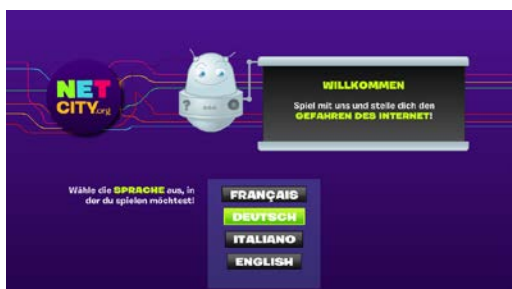 NET
CITY.org
WILLKOMMEN
Spiel mit uns und stelle dich den
GEFAHREN DES INTERNET!
?
Wähle die SPRACHE aus, in
der du spielen möchtest!
FRANÇAIS
DEUTSCH
ITALIANO
ENGLISH